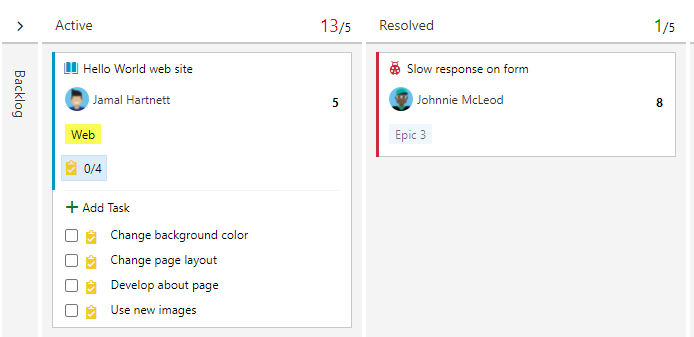 Active 13/5
Resolved 1/5
Backlog
Hello World web site
Jamal Hartnett 5
Web
0/4
Add Task
Change background color
Change page layout
Develop about page
Use new images
Slow response on form
Johnnie McLeod 8
Epic 3